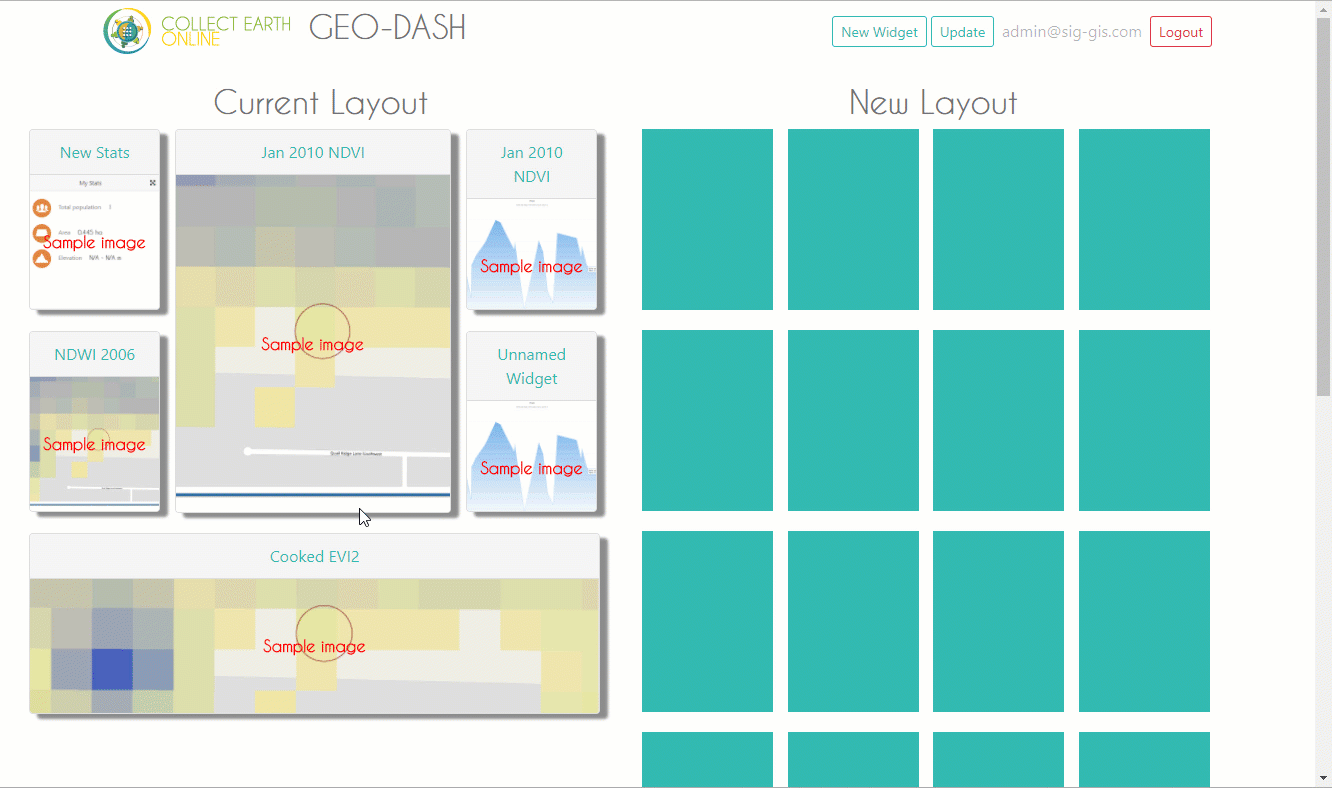 COLLECT EARTH
ONLINE
GEO-DASH
New Widget
Update
admin@sig-gis.com
Logout
Current Layout
New Layout
New Stats
My Stats
Total population
Area 0.445 ha
Elevation N/A - N/A m
Sample image
Jan 2010 NDVI
Sample image
Jan 2010
NDVI
Sample image
NDWI 2006
Sample image
Unnamed
Widget
Sample image
Cooked EVI2
Sample image